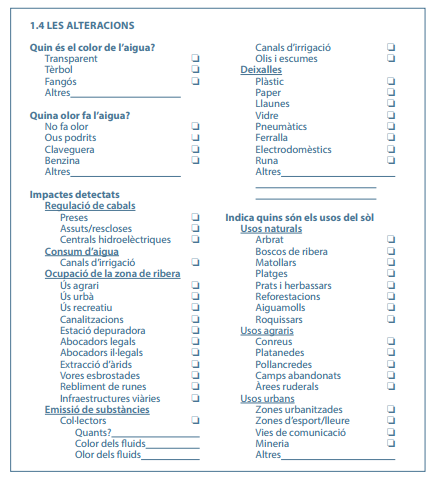 1.4 LES ALTERACIONS
Quin és el color de l'aigua?
Transparent
Tèrbol
Fangós
Altres
Quina olor fa l'aigua?
No fa olor
Ous podrits
Claveguera
Benzina
Altres
Impactes detectats
Regulació de cabals
Preses
Assuts/rescloses
Centrals hidroelèctriques
Consum d'aigua
Canals d'irrigació
Ocupació de la zona de ribera
Ús agrari
Ús urbà
Ús recreatiu
Canalitzacions
Estació depuradora
Abocadors legals
Abocadors il·legals
Extracció d'àrids
Vores esbrostades
Rebliment de runes
Infraestructures viàries
Emissió de substàncies
Col·lectors
Quants?
Color dels fluids
Olor dels fluids
Canals d'irrigació
Olis i escumes
Deixalles
Plàstic
Paper
Llaunes
Vidre
Pneumàtics
Ferralla
Electrodomèstics
Runa
Altres
Indica quins són els usos del sòl
Usos naturals
Arbrat
Boscos de ribera
Matollars
Platges
Prats i herbassars
Reforestacions
Aiguamolls
Roquissars
Usos agraris
Conreus
Platanedes
Pollancredes
Camps abandonats
Àrees ruderals
Usos urbans
Zones urbanitzades
Zones d'esport/lleure
Vies de comunicació
Mineria
Altres